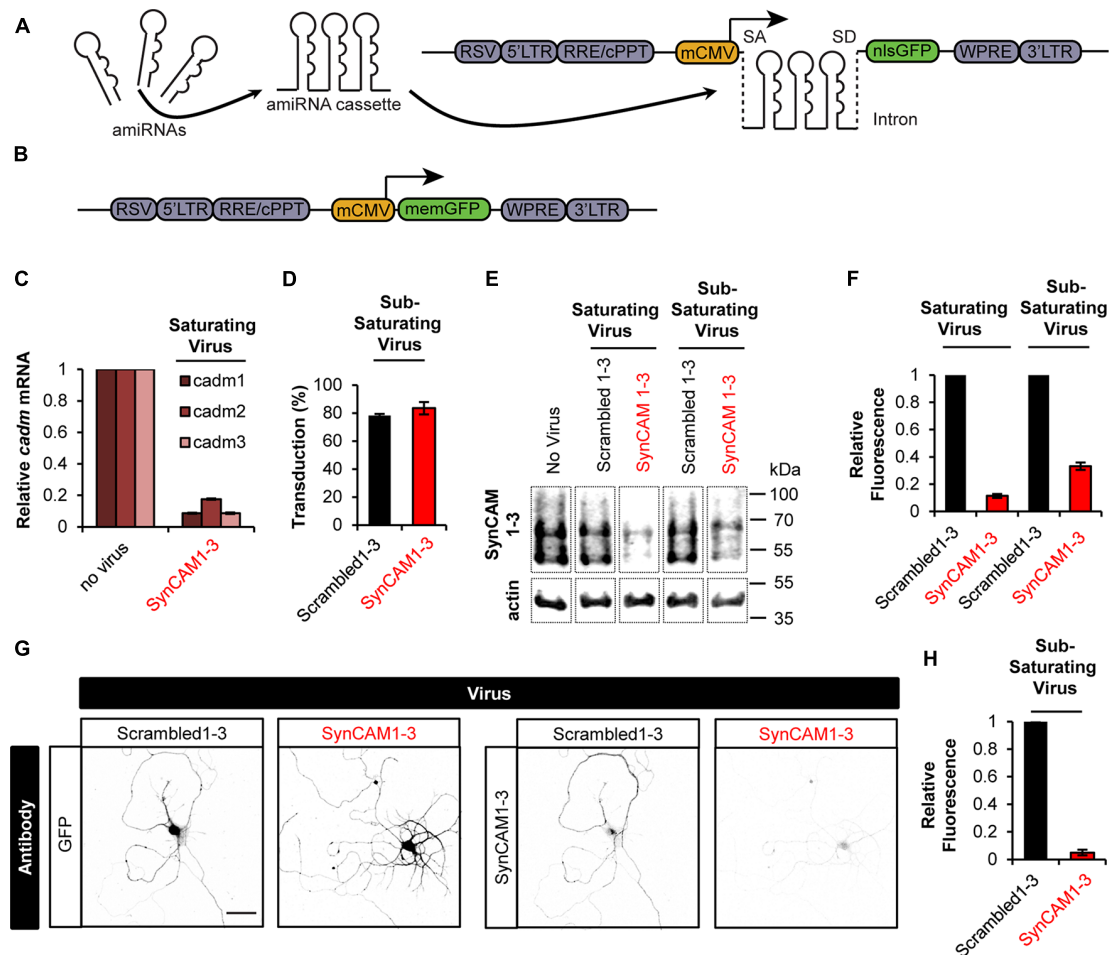 A
amiRNAs
amiRNA cassette
RSV 5'LTR RRE/cPPT mCMV SA SD nlsGFP WPRE 3'LTR
Intron
B
RSV 5'LTR RRE/cPPT mCMV memGFP WPRE 3'LTR
C
Saturating
Virus
Relative cadm mRNA
1
0.8
0.6
0.4
0.2
0
cadm1
cadm2
cadm3
no virus
SynCAM1-3
D
Sub-
Saturating
Virus
Transduction (%)
100
80
60
40
20
0
Scrambled1-3
SynCAM1-3
E
Saturating
Virus
Sub-
Saturating
Virus
No Virus
Scrambled 1-3
SynCAM 1-3
Scrambled 1-3
SynCAM 1-3
kDa
100
70
55
55
35
SynCAM
1-3
actin
F
Saturating
Virus
Sub-
Saturating
Virus
Relative
Fluorescence
1
0.8
0.6
0.4
0.2
0
Scrambled1-3
SynCAM1-3
Scrambled1-3
SynCAM1-3
G
Virus
Scrambled1-3
SynCAM1-3
Scrambled1-3
SynCAM1-3
Antibody
GFP
SynCAM1-3
H
Sub-
Saturating
Virus
Relative
Fluorescence
1
0.8
0.6
0.4
0.2
0
Scrambled1-3
SynCAM1-3